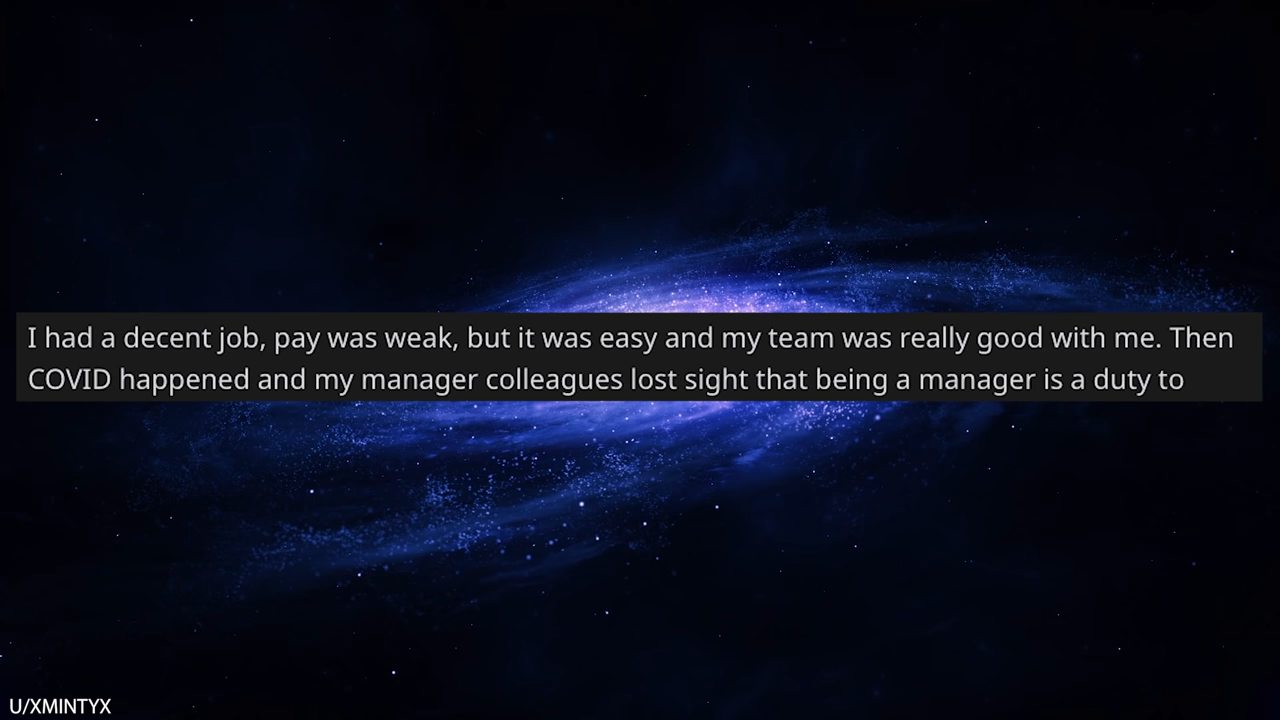 I had a decent job, pay was weak, but it was easy and my team was really good with me. Then
COVID happened and my manager colleagues lost sight that being a manager is a duty to
U/XMINTYX